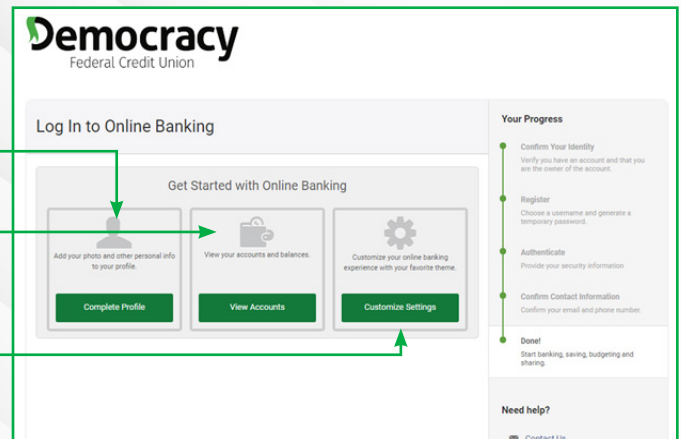 Democracy
Federal Credit Union
Log In to Online Banking
Get Started with Online Banking
Add your photo and other personal info
to your profile.
Complete Profile
View your accounts and balances.
View Accounts
Customize your online banking
experience with your favorite theme.
Customize Settings
Your Progress
Confirm Your Identity
Verify you have an account and that you
are the owner of the account.
Register
Choose a username and generate a
temporary password.
Authenticate
Provide your security information
Confirm Contact Information
Confirm your email and phone number.
Done!
Start banking, saving, budgeting and
sharing.
Need help?
Contact Us